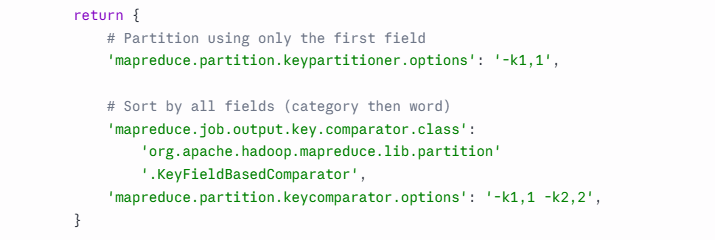 return {
# Partition using only the first field
'mapreduce.partition.keypartitioner.options': '-k1,1',
# Sort by all fields (category then word)
'mapreduce.job.output.key.comparator.class':
'org.apache.hadoop.mapreduce.lib.partition'
'.KeyFieldBasedComparator',
'mapreduce.partition.keycomparator.options': '-k1,1 -k2,2',
}